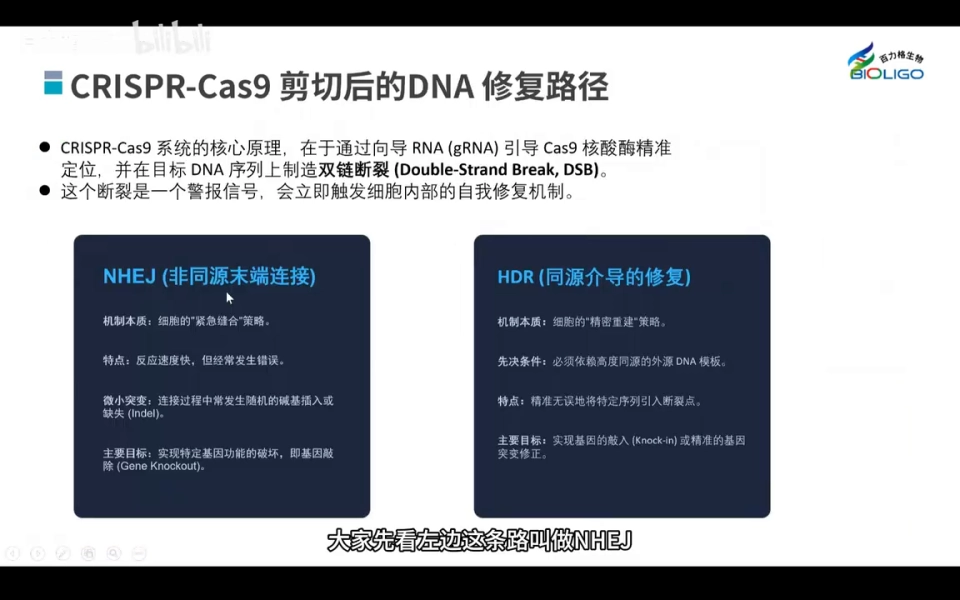 bilibili
百力格生物
BIOLIGO
CRISPR-Cas9 剪切后的DNA 修复路径
CRISPR-Cas9 系统的核心原理，在于通过向导 RNA (gRNA) 引导 Cas9 核酸酶精准
定位，并在目标 DNA 序列上制造双链断裂 (Double-Strand Break, DSB)。
这个断裂是一个警报信号，会立即触发细胞内部的自我修复机制。
NHEJ (非同源末端连接)
机制本质：细胞的"紧急缝合"策略。
特点：反应速度快，但经常发生错误。
微小突变：连接过程中常发生随机的碱基插入或
缺失 (Indel)。
主要目标：实现特定基因功能的破坏，即基因敲
除 (Gene Knockout)。
HDR (同源介导的修复)
机制本质：细胞的"精密重建"策略。
先决条件：必须依赖高度同源的外源 DNA 模板。
特点：精准无误地将特定序列引入断裂点。
主要目标：实现基因的敲入 (Knock-in) 或精准的基因
突变修正。
大家先看左边这条路叫做NHEJ